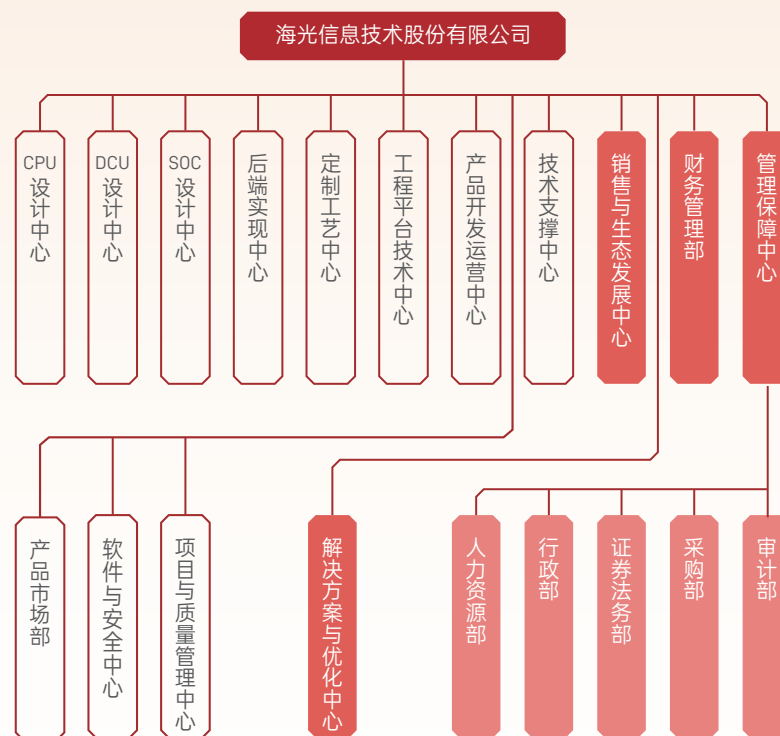 海光信息技术股份有限公司
CPU设计中心
DCU设计中心
SOC设计中心
后端实现中心
定制工艺中心
工程平台技术中心
产品开发运营中心
技术支撑中心
销售与生态发展中心
财务管理部
管理保障中心
产品市场部
软件与安全中心
项目与质量管理中心
解决方案与优化中心
人力资源部
行政部
证券法务部
采购部
审计部